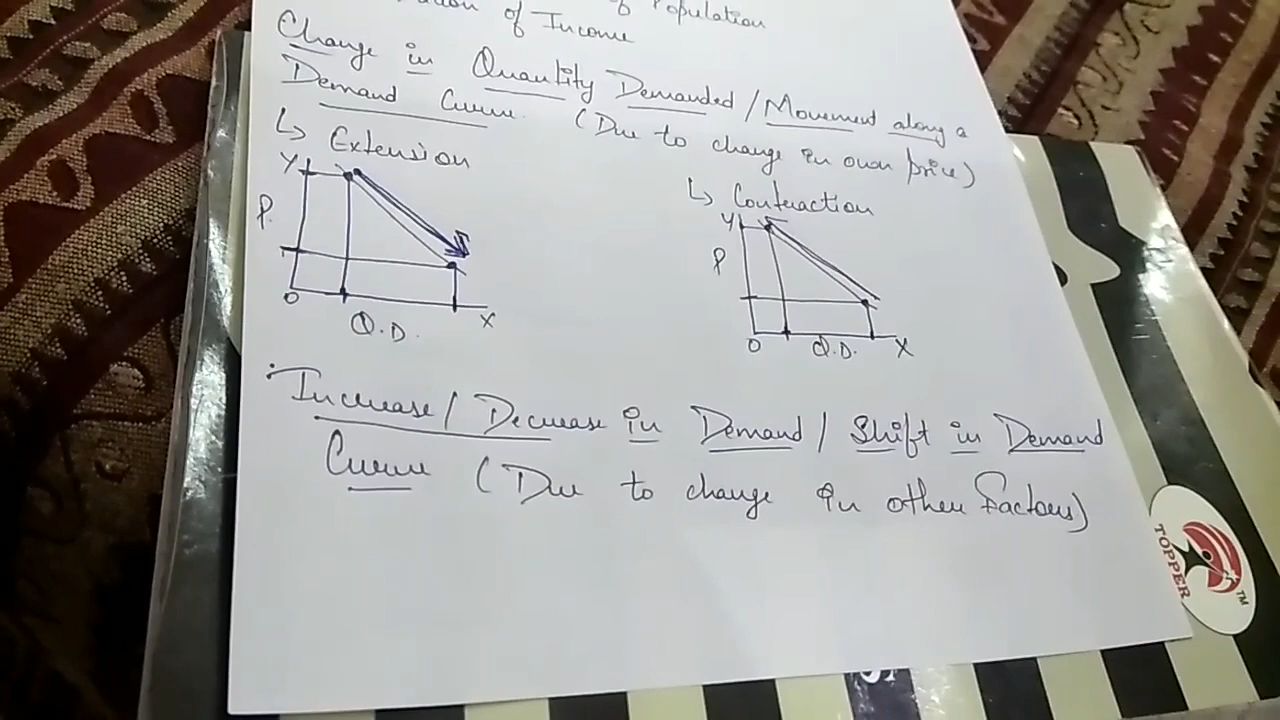 of Population
of Income
Change in Quantity Demanded / Movement along a
Demand Curve. (Due to change in own price)
↳ Extension
Y
P.
O
Q.D.
X
↳ Contraction
Y
P
O
Q.D.
X
Increase / Decrease in Demand / Shift in Demand
Curve (Due to change in other Factors)
TOPPER
TM